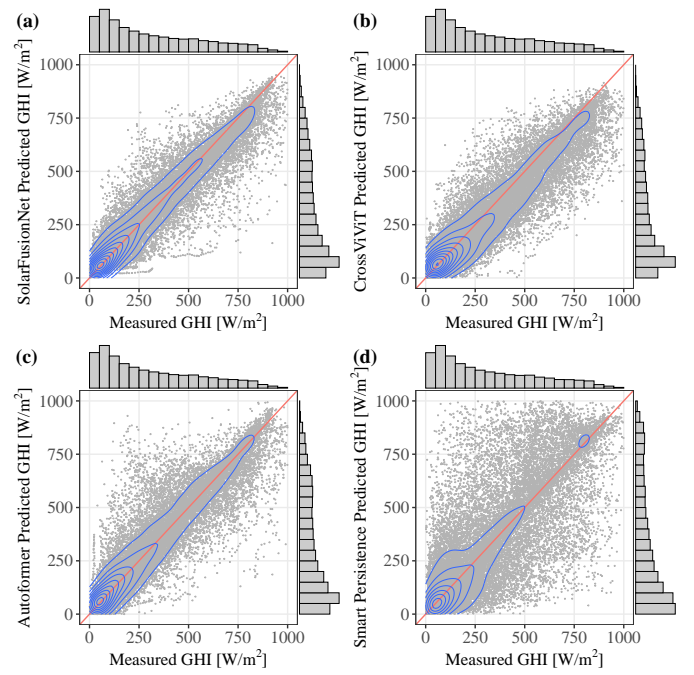 (a)
SolarFusionNet Predicted GHI [W/m²]
1000
750
500
250
0
0 250 500 750 1000
Measured GHI [W/m²]
(b)
CrossViViT Predicted GHI [W/m²]
1000
750
500
250
0
0 250 500 750 1000
Measured GHI [W/m²]
(c)
Autoformer Predicted GHI [W/m²]
1000
750
500
250
0
0 250 500 750 1000
Measured GHI [W/m²]
(d)
Smart Persistence Predicted GHI [W/m²]
1000
750
500
250
0
0 250 500 750 1000
Measured GHI [W/m²]